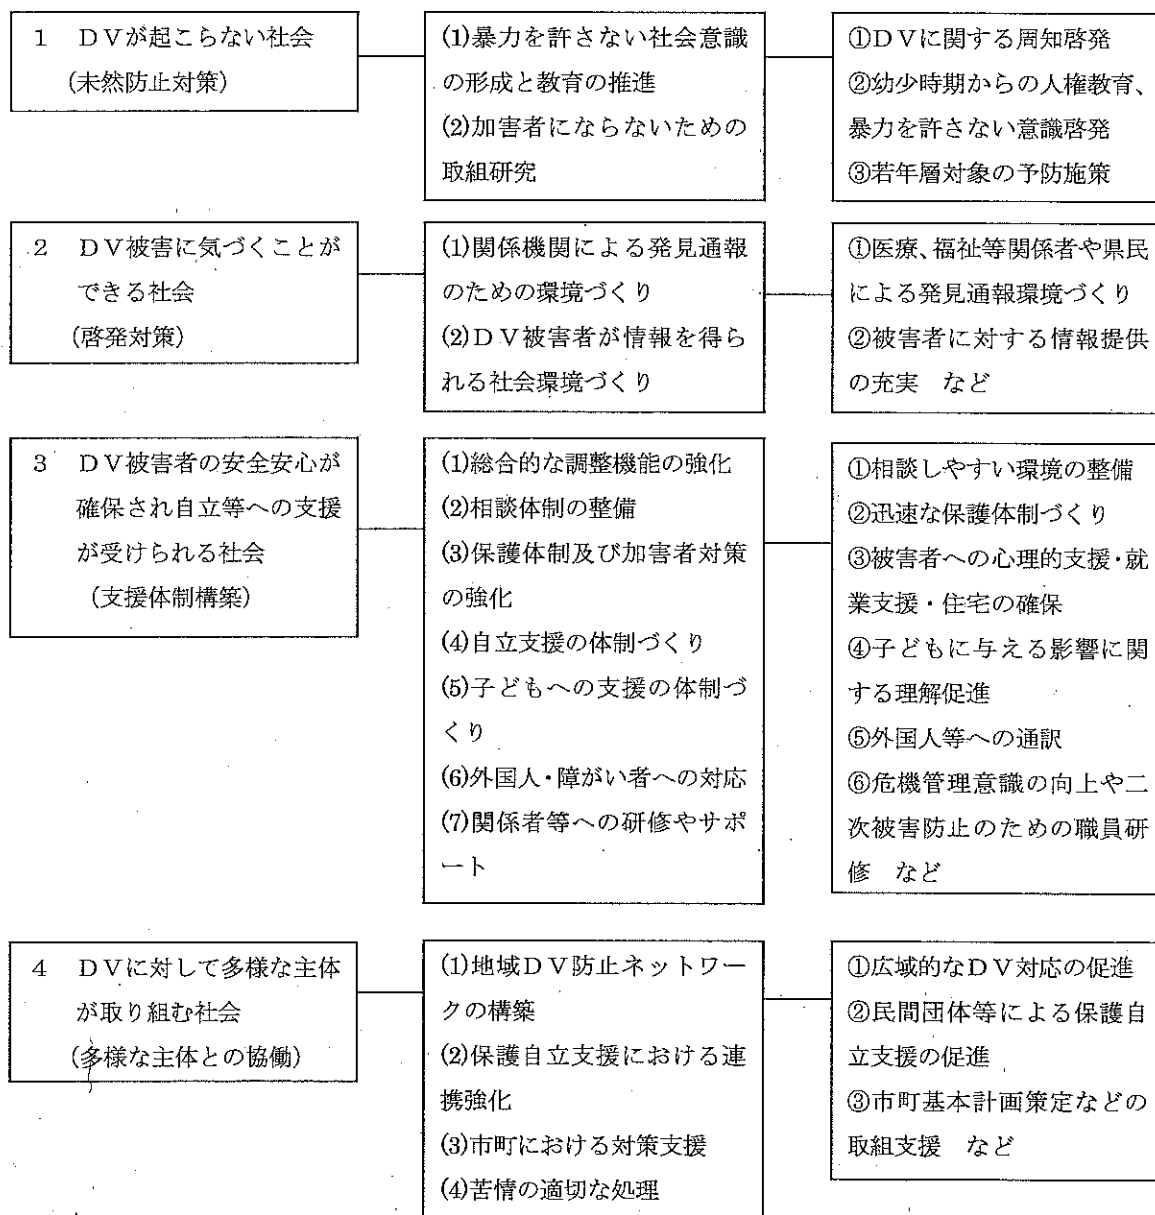 1　ＤＶが起こらない社会
(未然防止対策)
(1)暴力を許さない社会意識
の形成と教育の推進
(2)加害者にならないための
取組研究
①ＤＶに関する周知啓発
②幼少時期からの人権教育、
暴力を許さない意識啓発
③若年層対象の予防施策
2　ＤＶ被害に気づくことが
できる社会
(啓発対策)
(1)関係機関による発見通報
のための環境づくり
(2)ＤＶ被害者が情報を得ら
れる社会環境づくり
①医療、福祉等関係者や県民
による発見通報環境づくり
②被害者に対する情報提供
の充実　など
3　ＤＶ被害者の安全安心が
確保され自立等への支援
が受けられる社会
(支援体制構築)
(1)総合的な調整機能の強化
(2)相談体制の整備
(3)保護体制及び加害者対策
の強化
(4)自立支援の体制づくり
(5)子どもへの支援の体制づ
くり
(6)外国人・障がい者への対応
(7)関係者等への研修やサポ
ート
①相談しやすい環境の整備
②迅速な保護体制づくり
③被害者への心理的支援・就
業支援・住宅の確保
④子どもに与える影響に関
する理解促進
⑤外国人等への通訳
⑥危機管理意識の向上や二
次被害防止のための職員研
修　など
4　ＤＶに対して多様な主体
が取り組む社会
(多様な主体との協働)
(1)地域ＤＶ防止ネットワー
クの構築
(2)保護自立支援における連
携強化
(3)市町における対策支援
(4)苦情の適切な処理
①広域的なＤＶ対応の促進
②民間団体等による保護自
立支援の促進
③市町基本計画策定などの
取組支援　など